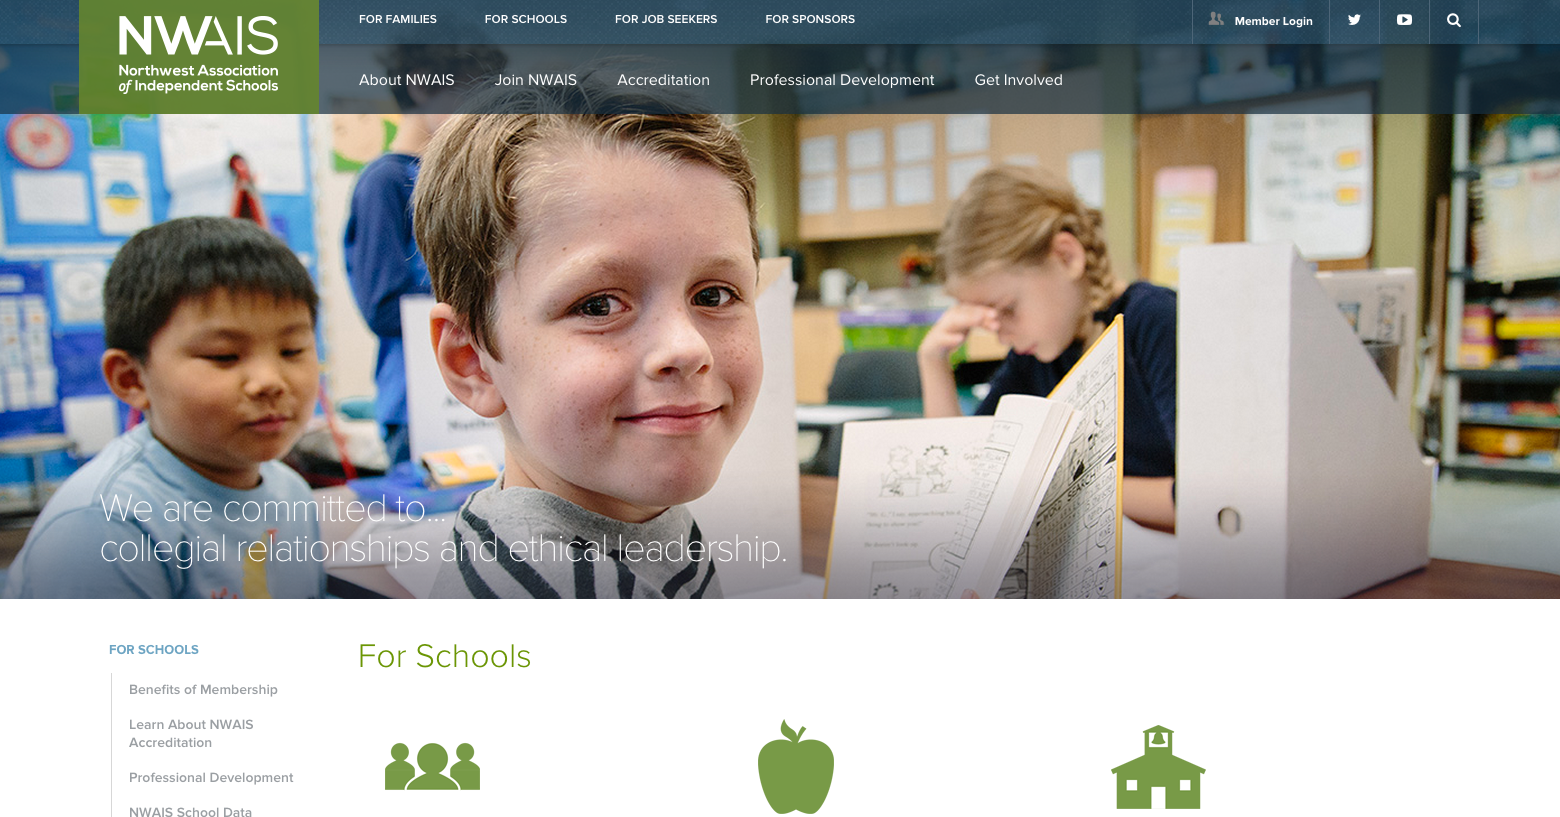 NWAIS
Northwest Association
of Independent Schools
FOR FAMILIES
FOR SCHOOLS
FOR JOB SEEKERS
FOR SPONSORS
Member Login
About NWAIS
Join NWAIS
Accreditation
Professional Development
Get Involved
We are committed to...
collegial relationships and ethical leadership.
FOR SCHOOLS
Benefits of Membership
Learn About NWAIS
Accreditation
Professional Development
NWAIS School Data
For Schools